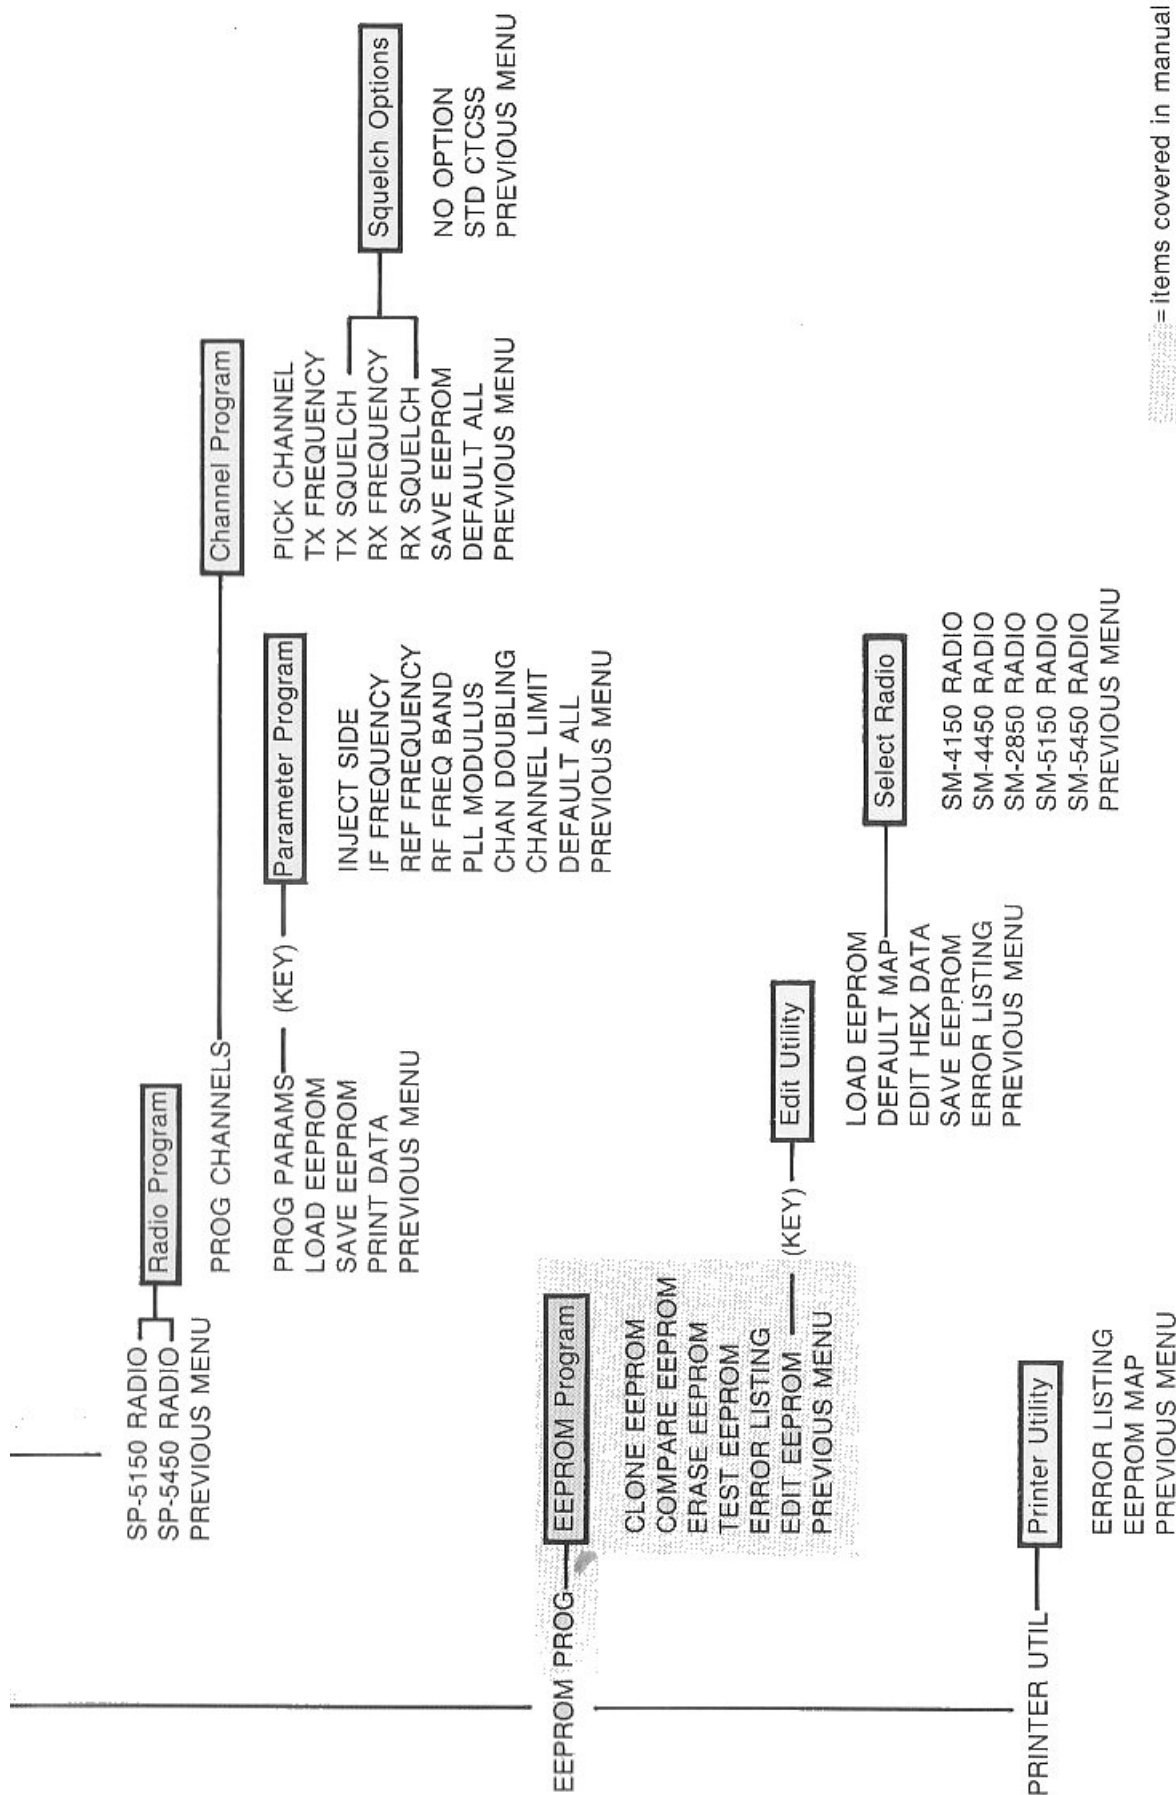 SP-5150 RADIO
SP-5450 RADIO
PREVIOUS MENU
Radio Program
PROG CHANNELS
PROG PARAMS
(KEY)
LOAD EEPROM
SAVE EEPROM
PRINT DATA
PREVIOUS MENU
Channel Program
PICK CHANNEL
TX FREQUENCY
TX SQUELCH
RX FREQUENCY
RX SQUELCH
SAVE EEPROM
DEFAULT ALL
PREVIOUS MENU
Squelch Options
NO OPTION
STD CTCSS
PREVIOUS MENU
Parameter Program
INJECT SIDE
IF FREQUENCY
REF FREQUENCY
RF FREQ BAND
PLL MODULUS
CHAN DOUBLING
CHANNEL LIMIT
DEFAULT ALL
PREVIOUS MENU
EEPROM PROG
EEPROM Program
CLONE EEPROM
COMPARE EEPROM
ERASE EEPROM
TEST EEPROM
ERROR LISTING
EDIT EEPROM
(KEY)
PREVIOUS MENU
Edit Utility
LOAD EEPROM
DEFAULT MAP
EDIT HEX DATA
SAVE EEPROM
ERROR LISTING
PREVIOUS MENU
Select Radio
SM-4150 RADIO
SM-4450 RADIO
SM-2850 RADIO
SM-5150 RADIO
SM-5450 RADIO
PREVIOUS MENU
PRINTER UTIL
Printer Utility
ERROR LISTING
EEPROM MAP
PREVIOUS MENU
= items covered in manual